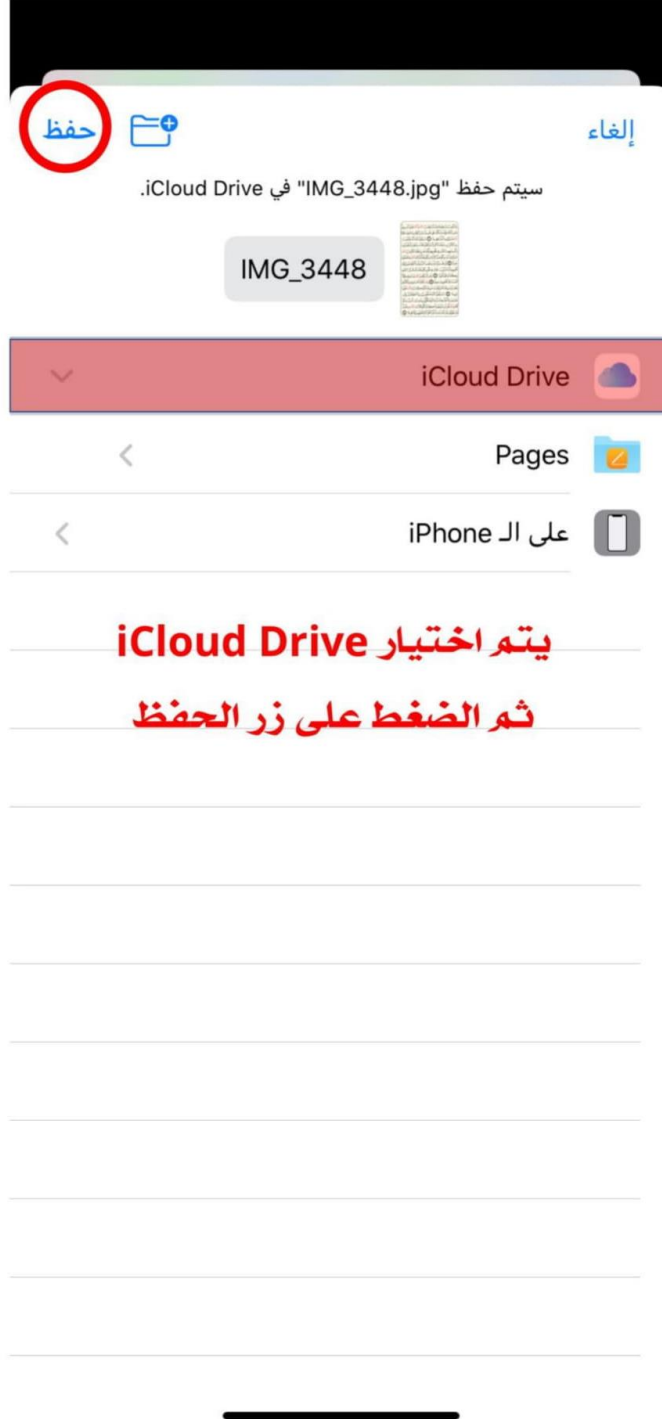 إلغاء
حفظ
سيتم حفظ "IMG_3448.jpg" في iCloud Drive.
IMG_3448
iCloud Drive
Pages
على الـ iPhone
يتم اختيار iCloud Drive
ثم الضغط على زر الحفظ